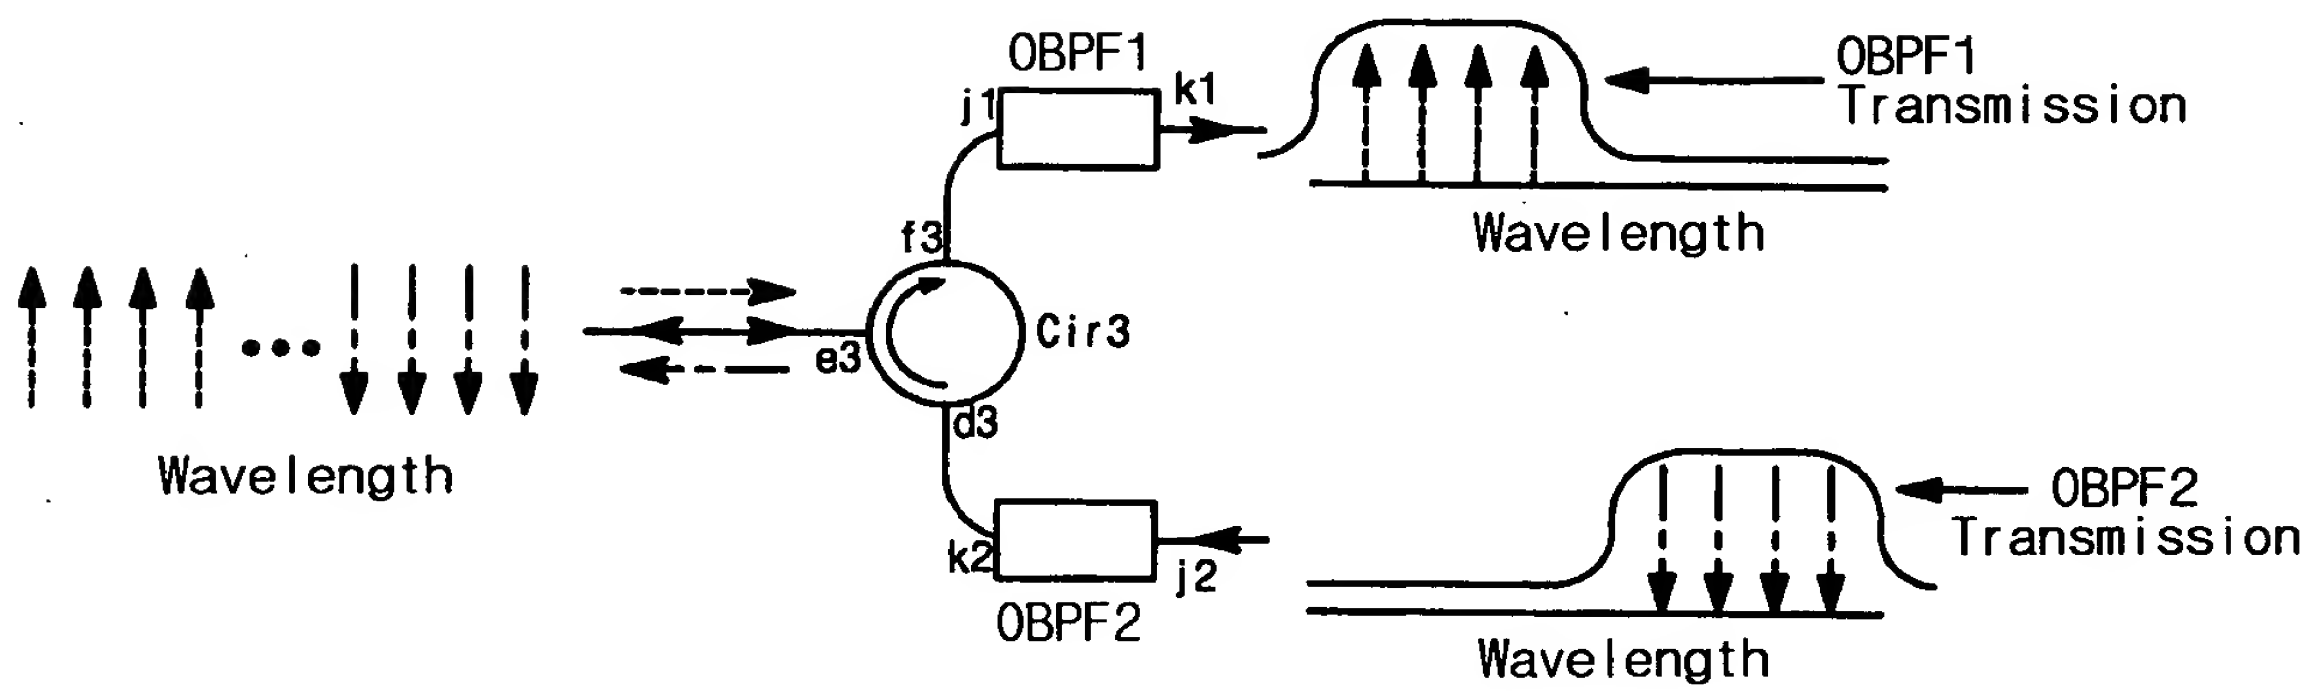 OBPF1
j1
k1
OBPF1
Transmission
Wavelength
f3
Cir3
e3
d3
Wavelength
k2
j2
OBPF2
OBPF2
Transmission
Wavelength